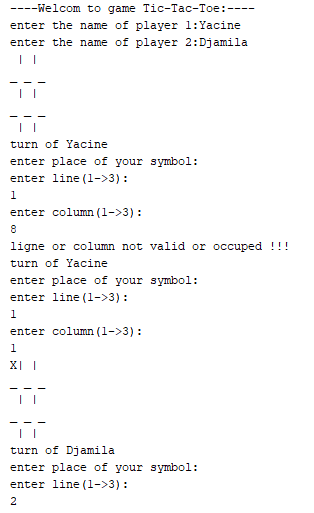 ----Welcom to game Tic-Tac-Toe:----
enter the name of player 1:Yacine
enter the name of player 2:Djamila
 | |
_ _ _
 | |
_ _ _
 | |
turn of Yacine
enter place of your symbol:
enter line(1->3):
1
enter column(1->3):
8
ligne or column not valid or occuped !!!
turn of Yacine
enter place of your symbol:
enter line(1->3):
1
enter column(1->3):
1
X| |
_ _ _
 | |
_ _ _
 | |
turn of Djamila
enter place of your symbol:
enter line(1->3):
2